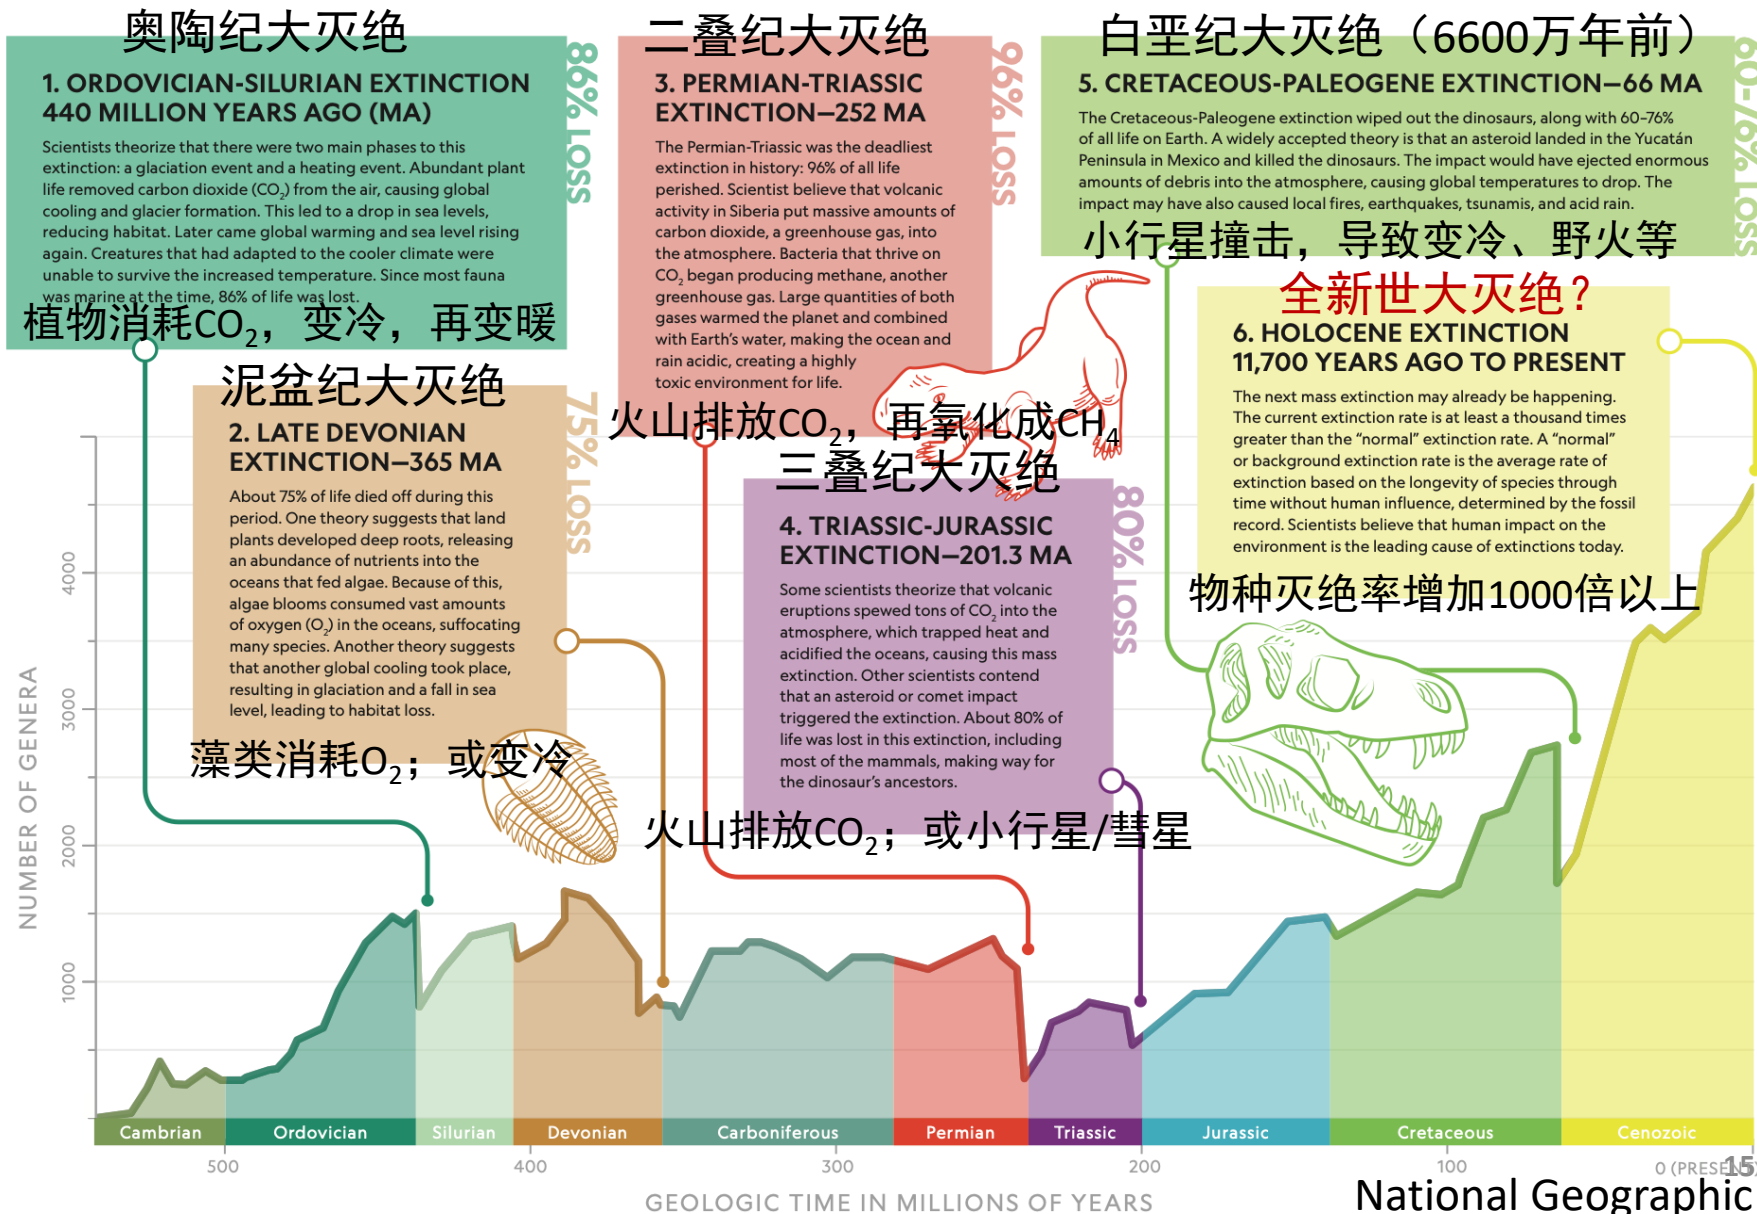 奥陶纪大灭绝
1. ORDOVICIAN-SILURIAN EXTINCTION
440 MILLION YEARS AGO (MA)
Scientists theorize that there were two main phases to this
extinction: a glaciation event and a heating event. Abundant plant
life removed carbon dioxide (CO₂) from the air, causing global
cooling and glacier formation. This led to a drop in sea levels,
reducing habitat. Later came global warming and sea level rising
again. Creatures that had adapted to the cooler climate were
unable to survive the increased temperature. Since most fauna
was marine at the time, 86% of life was lost.
植物消耗CO₂，变冷，再变暖
86% LOSS
泥盆纪大灭绝
2. LATE DEVONIAN
EXTINCTION—365 MA
About 75% of life died off during this
period. One theory suggests that land
plants developed deep roots, releasing
an abundance of nutrients into the
oceans that fed algae. Because of this,
algae blooms consumed vast amounts
of oxygen (O₂) in the oceans, suffocating
many species. Another theory suggests
that another global cooling took place,
resulting in glaciation and a fall in sea
level, leading to habitat loss.
藻类消耗O₂；或变冷
75% LOSS
二叠纪大灭绝
3. PERMIAN-TRIASSIC
EXTINCTION—252 MA
The Permian-Triassic was the deadliest
extinction in history: 96% of all life
perished. Scientist believe that volcanic
activity in Siberia put massive amounts of
carbon dioxide, a greenhouse gas, into
the atmosphere. Bacteria that thrive on
CO₂ began producing methane, another
greenhouse gas. Large quantities of both
gases warmed the planet and combined
with Earth's water, making the ocean and
rain acidic, creating a highly
toxic environment for life.
火山排放CO₂，再氧化成CH₄
96% LOSS
三叠纪大灭绝
4. TRIASSIC-JURASSIC
EXTINCTION—201.3 MA
Some scientists theorize that volcanic
eruptions spewed tons of CO₂ into the
atmosphere, which trapped heat and
acidified the oceans, causing this mass
extinction. Other scientists contend
that an asteroid or comet impact
triggered the extinction. About 80% of
life was lost in this extinction, including
most of the mammals, making way for
the dinosaur's ancestors.
火山排放CO₂；或小行星/彗星
80% LOSS
白垩纪大灭绝（6600万年前）
5. CRETACEOUS-PALEOGENE EXTINCTION—66 MA
The Cretaceous-Paleogene extinction wiped out the dinosaurs, along with 60–76%
of all life on Earth. A widely accepted theory is that an asteroid landed in the Yucatán
Peninsula in Mexico and killed the dinosaurs. The impact would have ejected enormous
amounts of debris into the atmosphere, causing global temperatures to drop. The
impact may have also caused local fires, earthquakes, tsunamis, and acid rain.
小行星撞击，导致变冷、野火等
60-76% LOSS
全新世大灭绝？
6. HOLOCENE EXTINCTION
11,700 YEARS AGO TO PRESENT
The next mass extinction may already be happening.
The current extinction rate is at least a thousand times
greater than the “normal” extinction rate. A “normal”
or background extinction rate is the average rate of
extinction based on the longevity of species through
time without human influence, determined by the fossil
record. Scientists believe that human impact on the
environment is the leading cause of extinctions today.
物种灭绝率增加1000倍以上
NUMBER OF GENERA
4000
3000
2000
1000
Cambrian
Ordovician
Silurian
Devonian
Carboniferous
Permian
Triassic
Jurassic
Cretaceous
Cenozoic
500
400
300
200
100
0 (PRESENT)
15
GEOLOGIC TIME IN MILLIONS OF YEARS
National Geographic